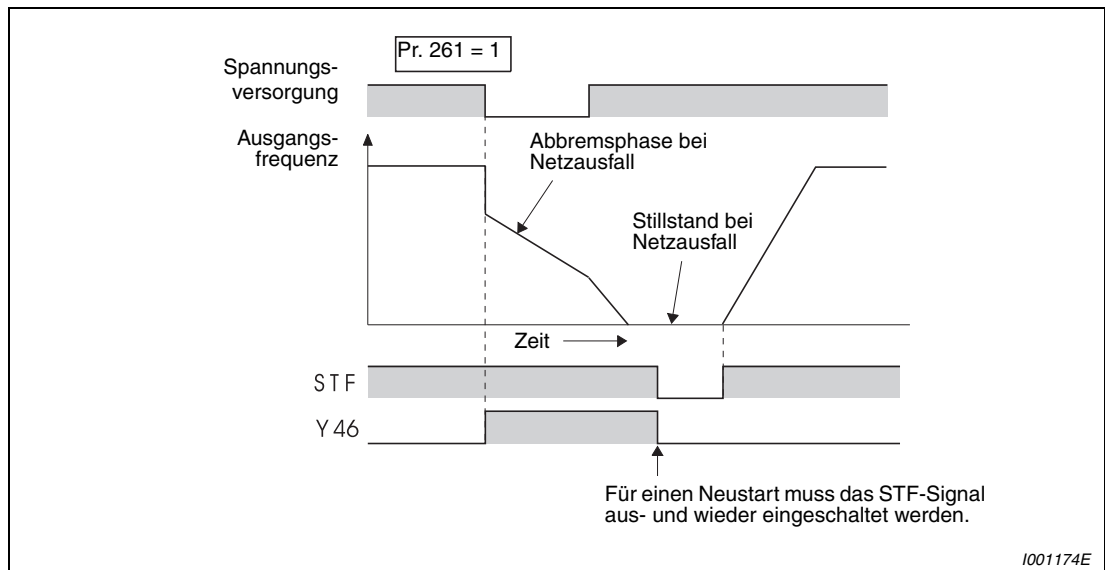 Pr. 261 = 1
Spannungs-
versorgung
Ausgangs-
frequenz
Abbremsphase bei
Netzausfall
Stillstand bei
Netzausfall
Zeit
STF
Y46
Für einen Neustart muss das STF-Signal
aus- und wieder eingeschaltet werden.
I001174E